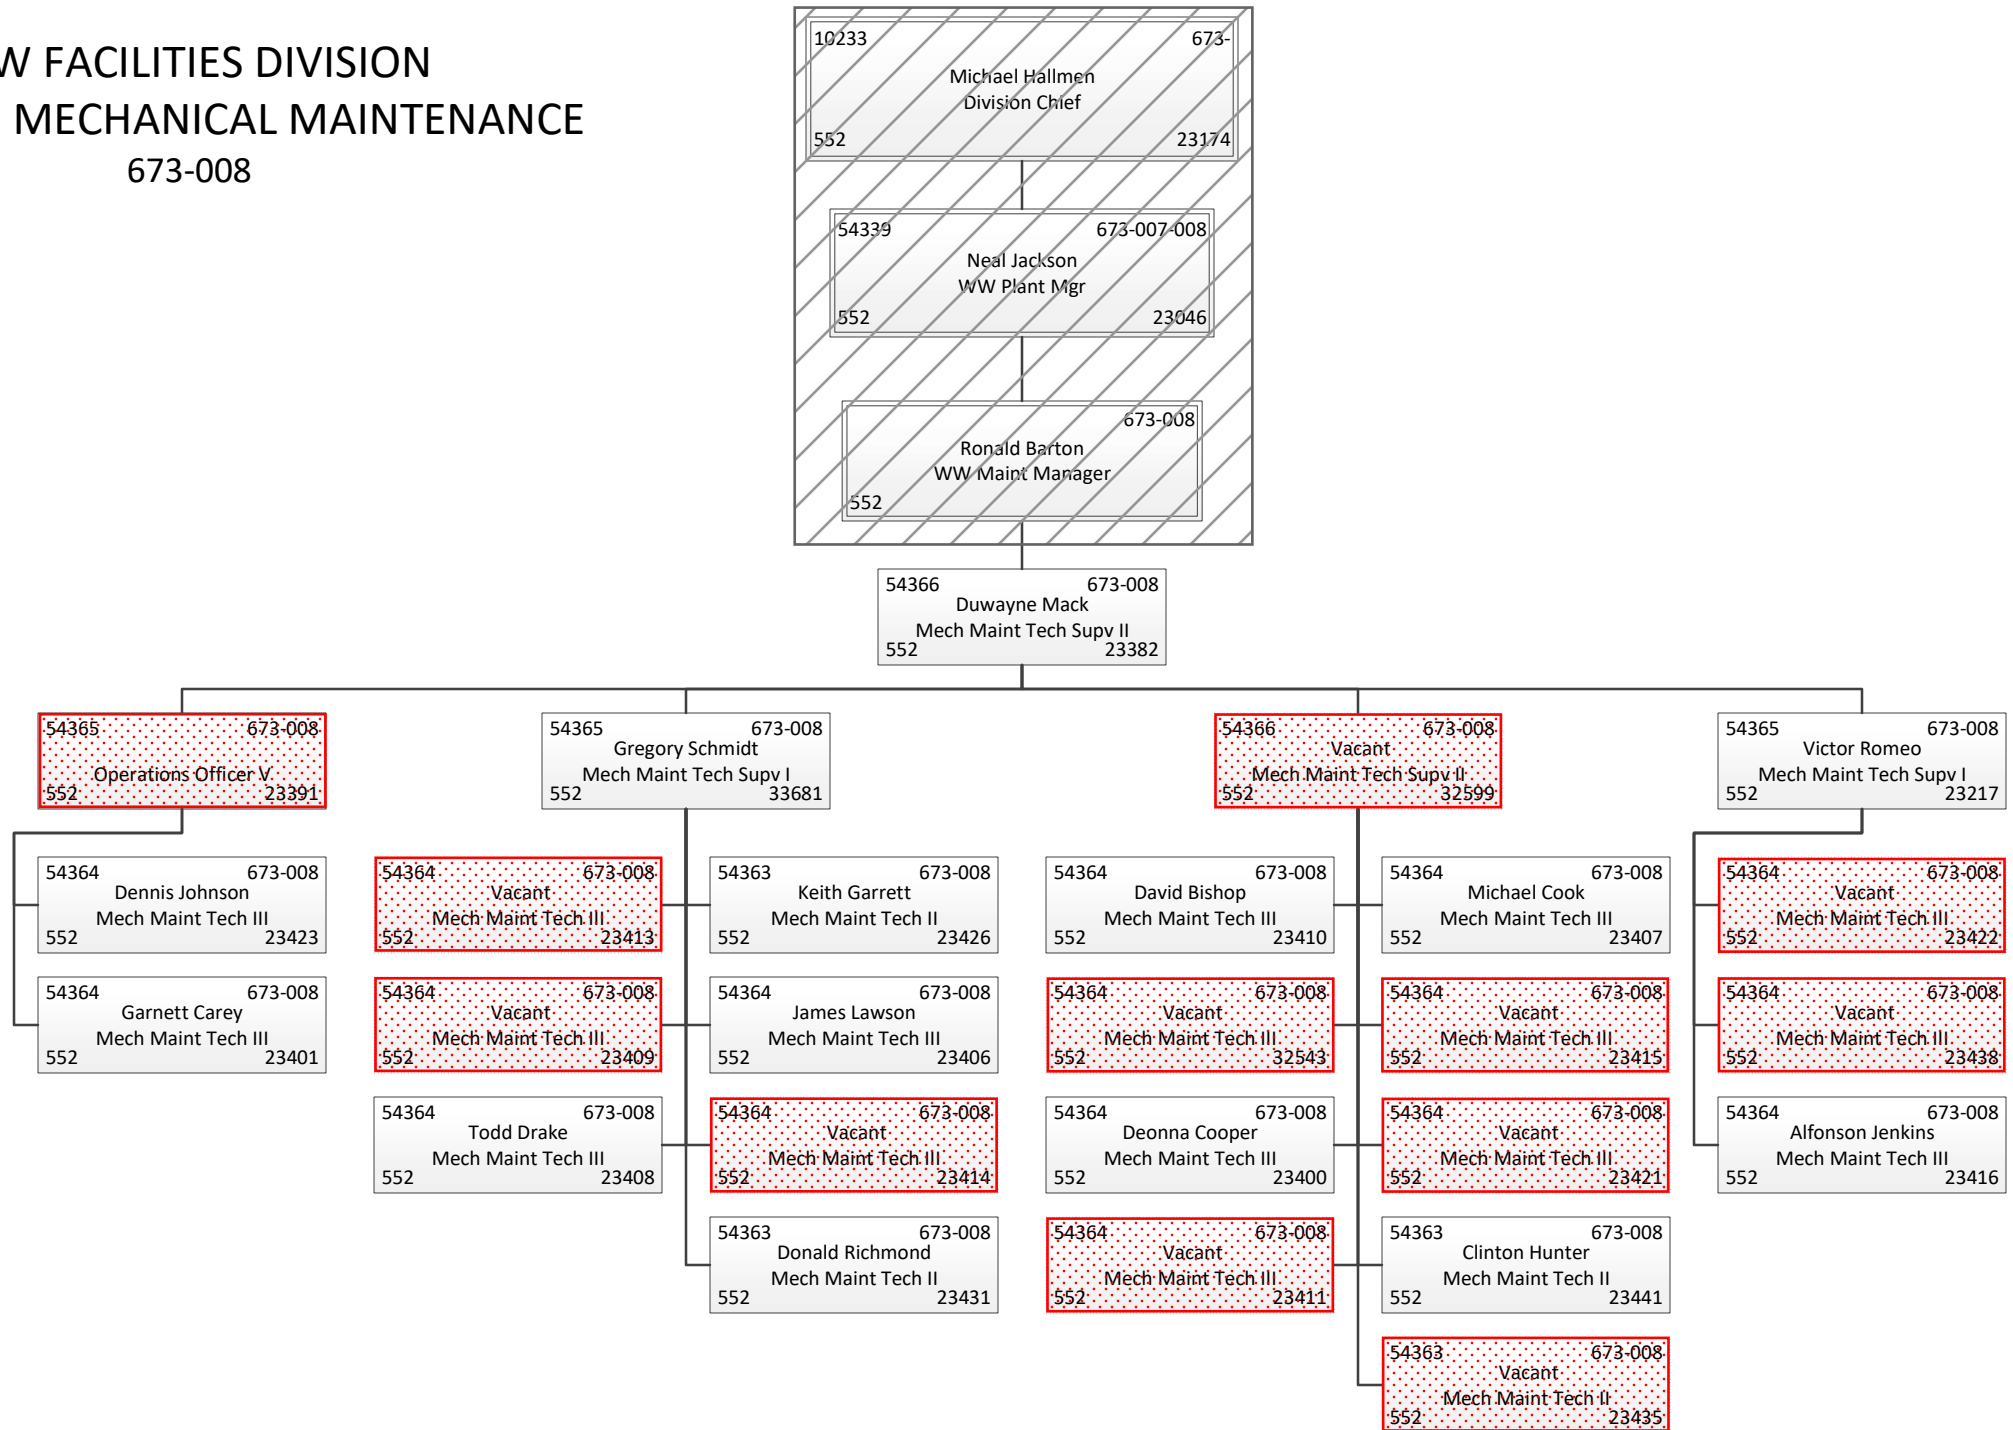 W FACILITIES DIVISION
MECHANICAL MAINTENANCE
673-008
10233 673-
Michael Hallmen
Division Chief
552 23174
54339 673-007-008
Neal Jackson
WW Plant Mgr
552 23046
673-008
Ronald Barton
WW Maint Manager
552
54366 673-008
Duwayne Mack
Mech Maint Tech Supv II
552 23382
54365 673-008
Operations Officer V
552 23391
54365 673-008
Gregory Schmidt
Mech Maint Tech Supv I
552 33681
54366 673-008
Vacant
Mech Maint Tech Supv II
552 32599
54365 673-008
Victor Romeo
Mech Maint Tech Supv I
552 23217
54364 673-008
Dennis Johnson
Mech Maint Tech III
552 23423
54364 673-008
Garnett Carey
Mech Maint Tech III
552 23401
54364 673-008
Vacant
Mech Maint Tech III
552 23413
54363 673-008
Keith Garrett
Mech Maint Tech II
552 23426
54364 673-008
Vacant
Mech Maint Tech III
552 23409
54364 673-008
James Lawson
Mech Maint Tech III
552 23406
54364 673-008
Todd Drake
Mech Maint Tech III
552 23408
54364 673-008
Vacant
Mech Maint Tech III
552 23414
54363 673-008
Donald Richmond
Mech Maint Tech II
552 23431
54364 673-008
David Bishop
Mech Maint Tech III
552 23410
54364 673-008
Michael Cook
Mech Maint Tech III
552 23407
54364 673-008
Vacant
Mech Maint Tech III
552 32543
54364 673-008
Vacant
Mech Maint Tech III
552 23415
54364 673-008
Deonna Cooper
Mech Maint Tech III
552 23400
54364 673-008
Vacant
Mech Maint Tech III
552 23421
54364 673-008
Vacant
Mech Maint Tech III
552 23411
54363 673-008
Clinton Hunter
Mech Maint Tech II
552 23441
54363 673-008
Vacant
Mech Maint Tech II
552 23435
54364 673-008
Vacant
Mech Maint Tech III
552 23422
54364 673-008
Vacant
Mech Maint Tech III
552 23438
54364 673-008
Alfonson Jenkins
Mech Maint Tech III
552 23416